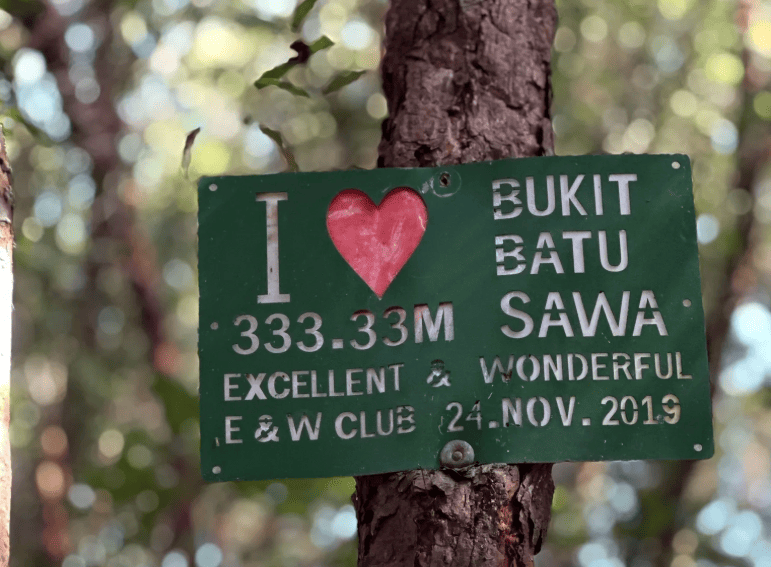 I ❤ BUKIT
BATU
333.33M SAWA
EXCELLENT & WONDERFUL
E & W CLUB 24.NOV.2019